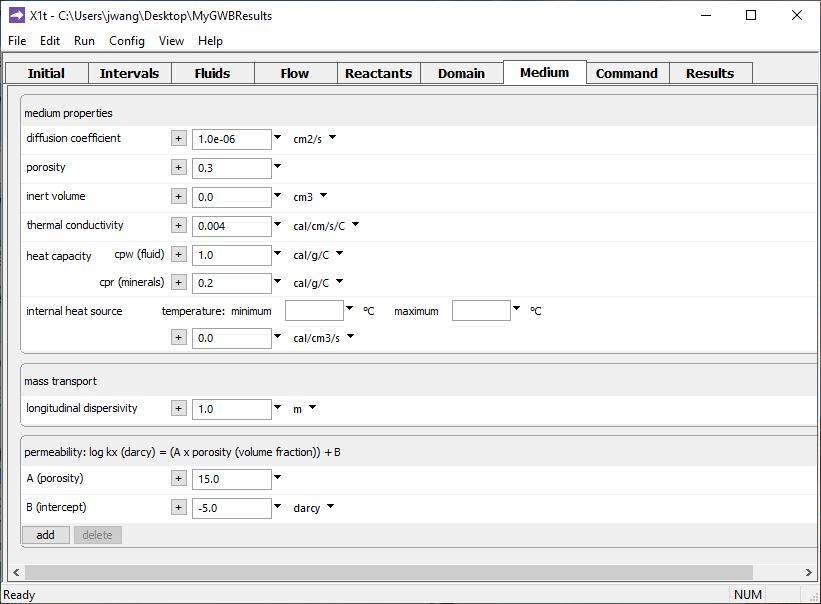 X1t - C:\Users\jwang\Desktop\MyGWBResults
File Edit Run Config View Help
Initial Intervals Fluids Flow Reactants Domain Medium Command Results
medium properties
diffusion coefficient + 1.0e-06 cm2/s
porosity + 0.3
inert volume + 0.0 cm3
thermal conductivity + 0.004 cal/cm/s/C
heat capacity cpw (fluid) + 1.0 cal/g/C
cpr (minerals) + 0.2 cal/g/C
internal heat source temperature: minimum ºC maximum ºC
+ 0.0 cal/cm3/s
mass transport
longitudinal dispersivity + 1.0 m
permeability: log kx (darcy) = (A x porosity (volume fraction)) + B
A (porosity) + 15.0
B (intercept) + -5.0 darcy
add delete
Ready NUM